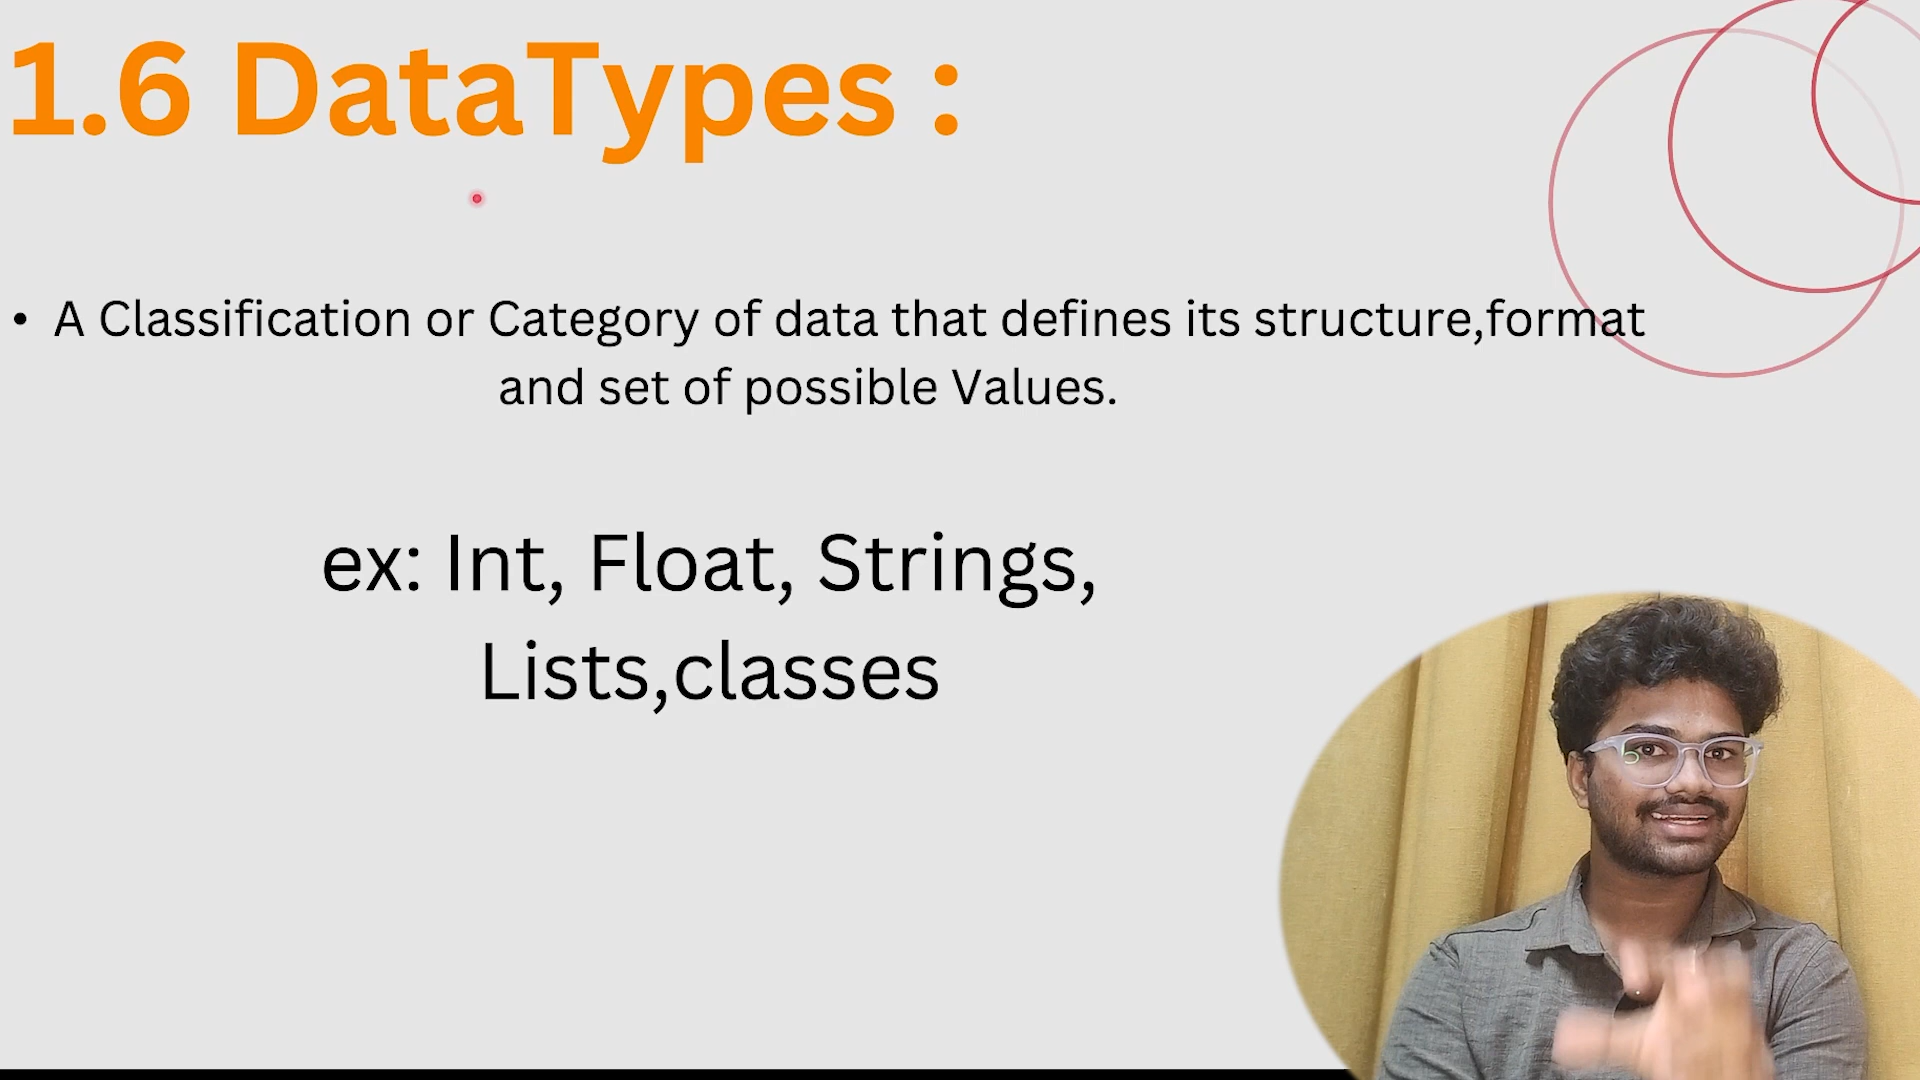 1.6 DataTypes :
• A Classification or Category of data that defines its structure,format
and set of possible Values.
ex: Int, Float, Strings,
Lists,classes